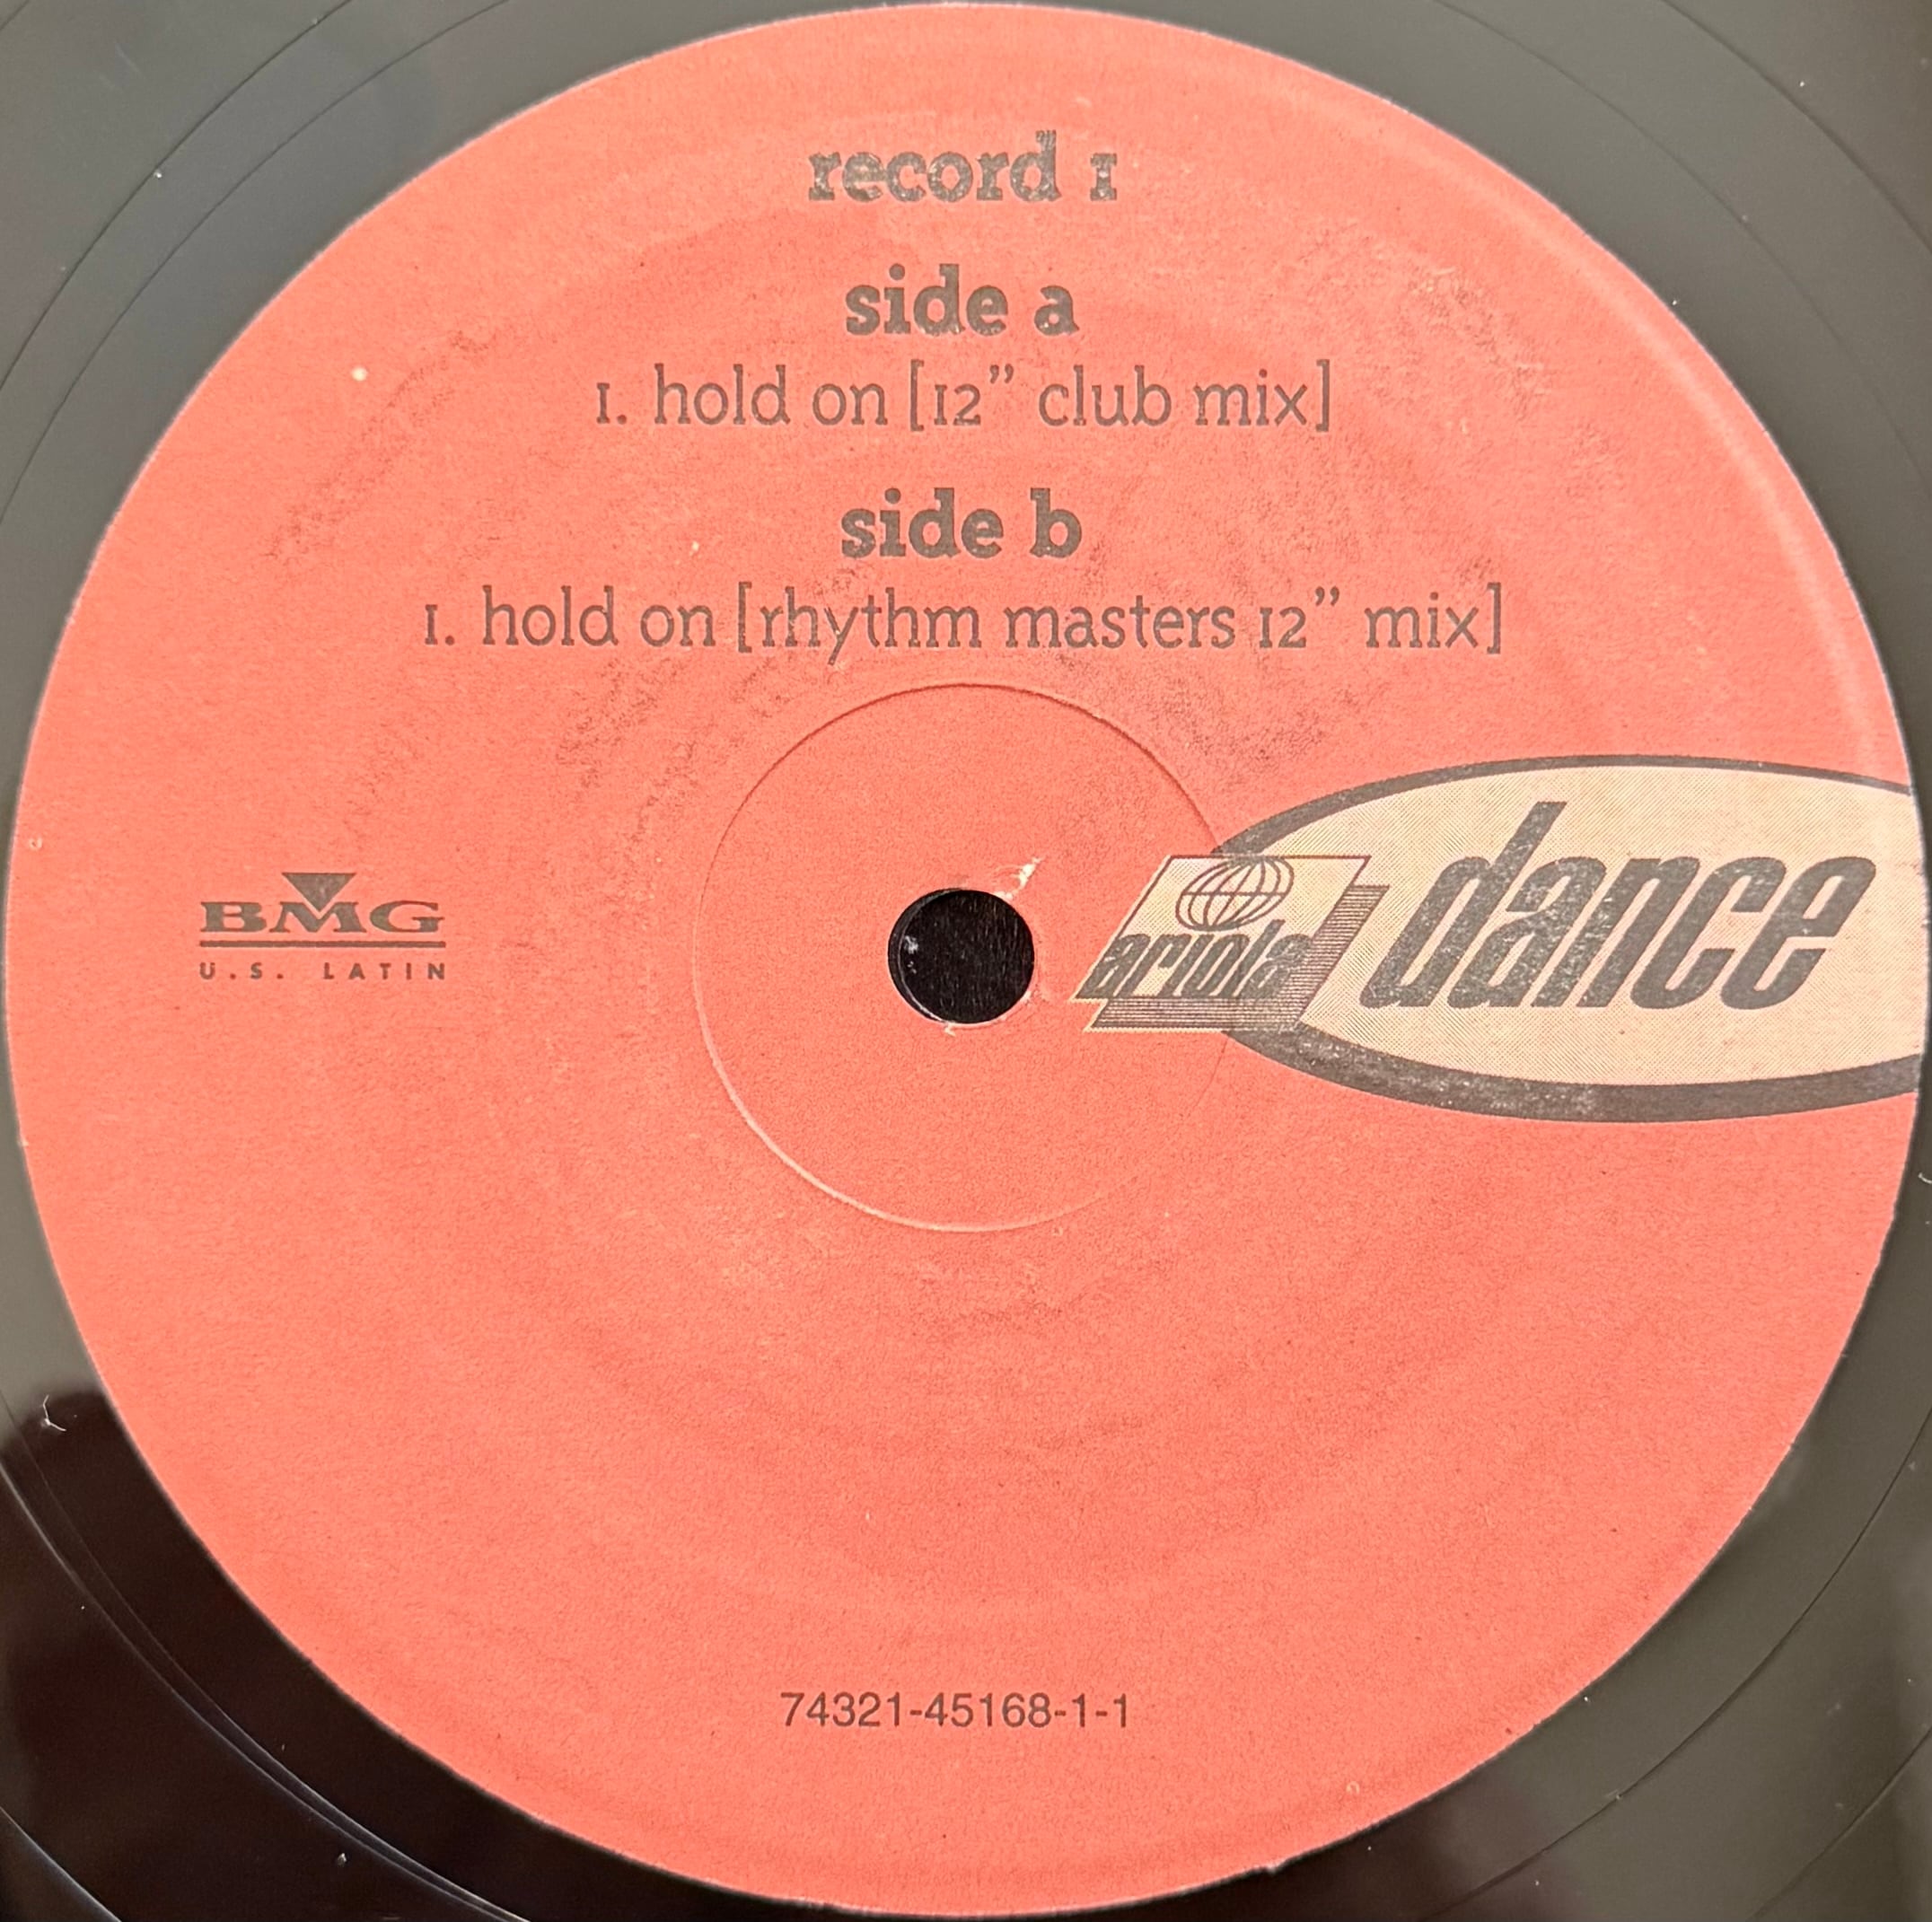 record 1
side a
1. hold on [12” club mix]
side b
1. hold on [rhythm masters 12” mix]
BMG
U.S. LATIN
ariola
dance
74321-45168-1-1